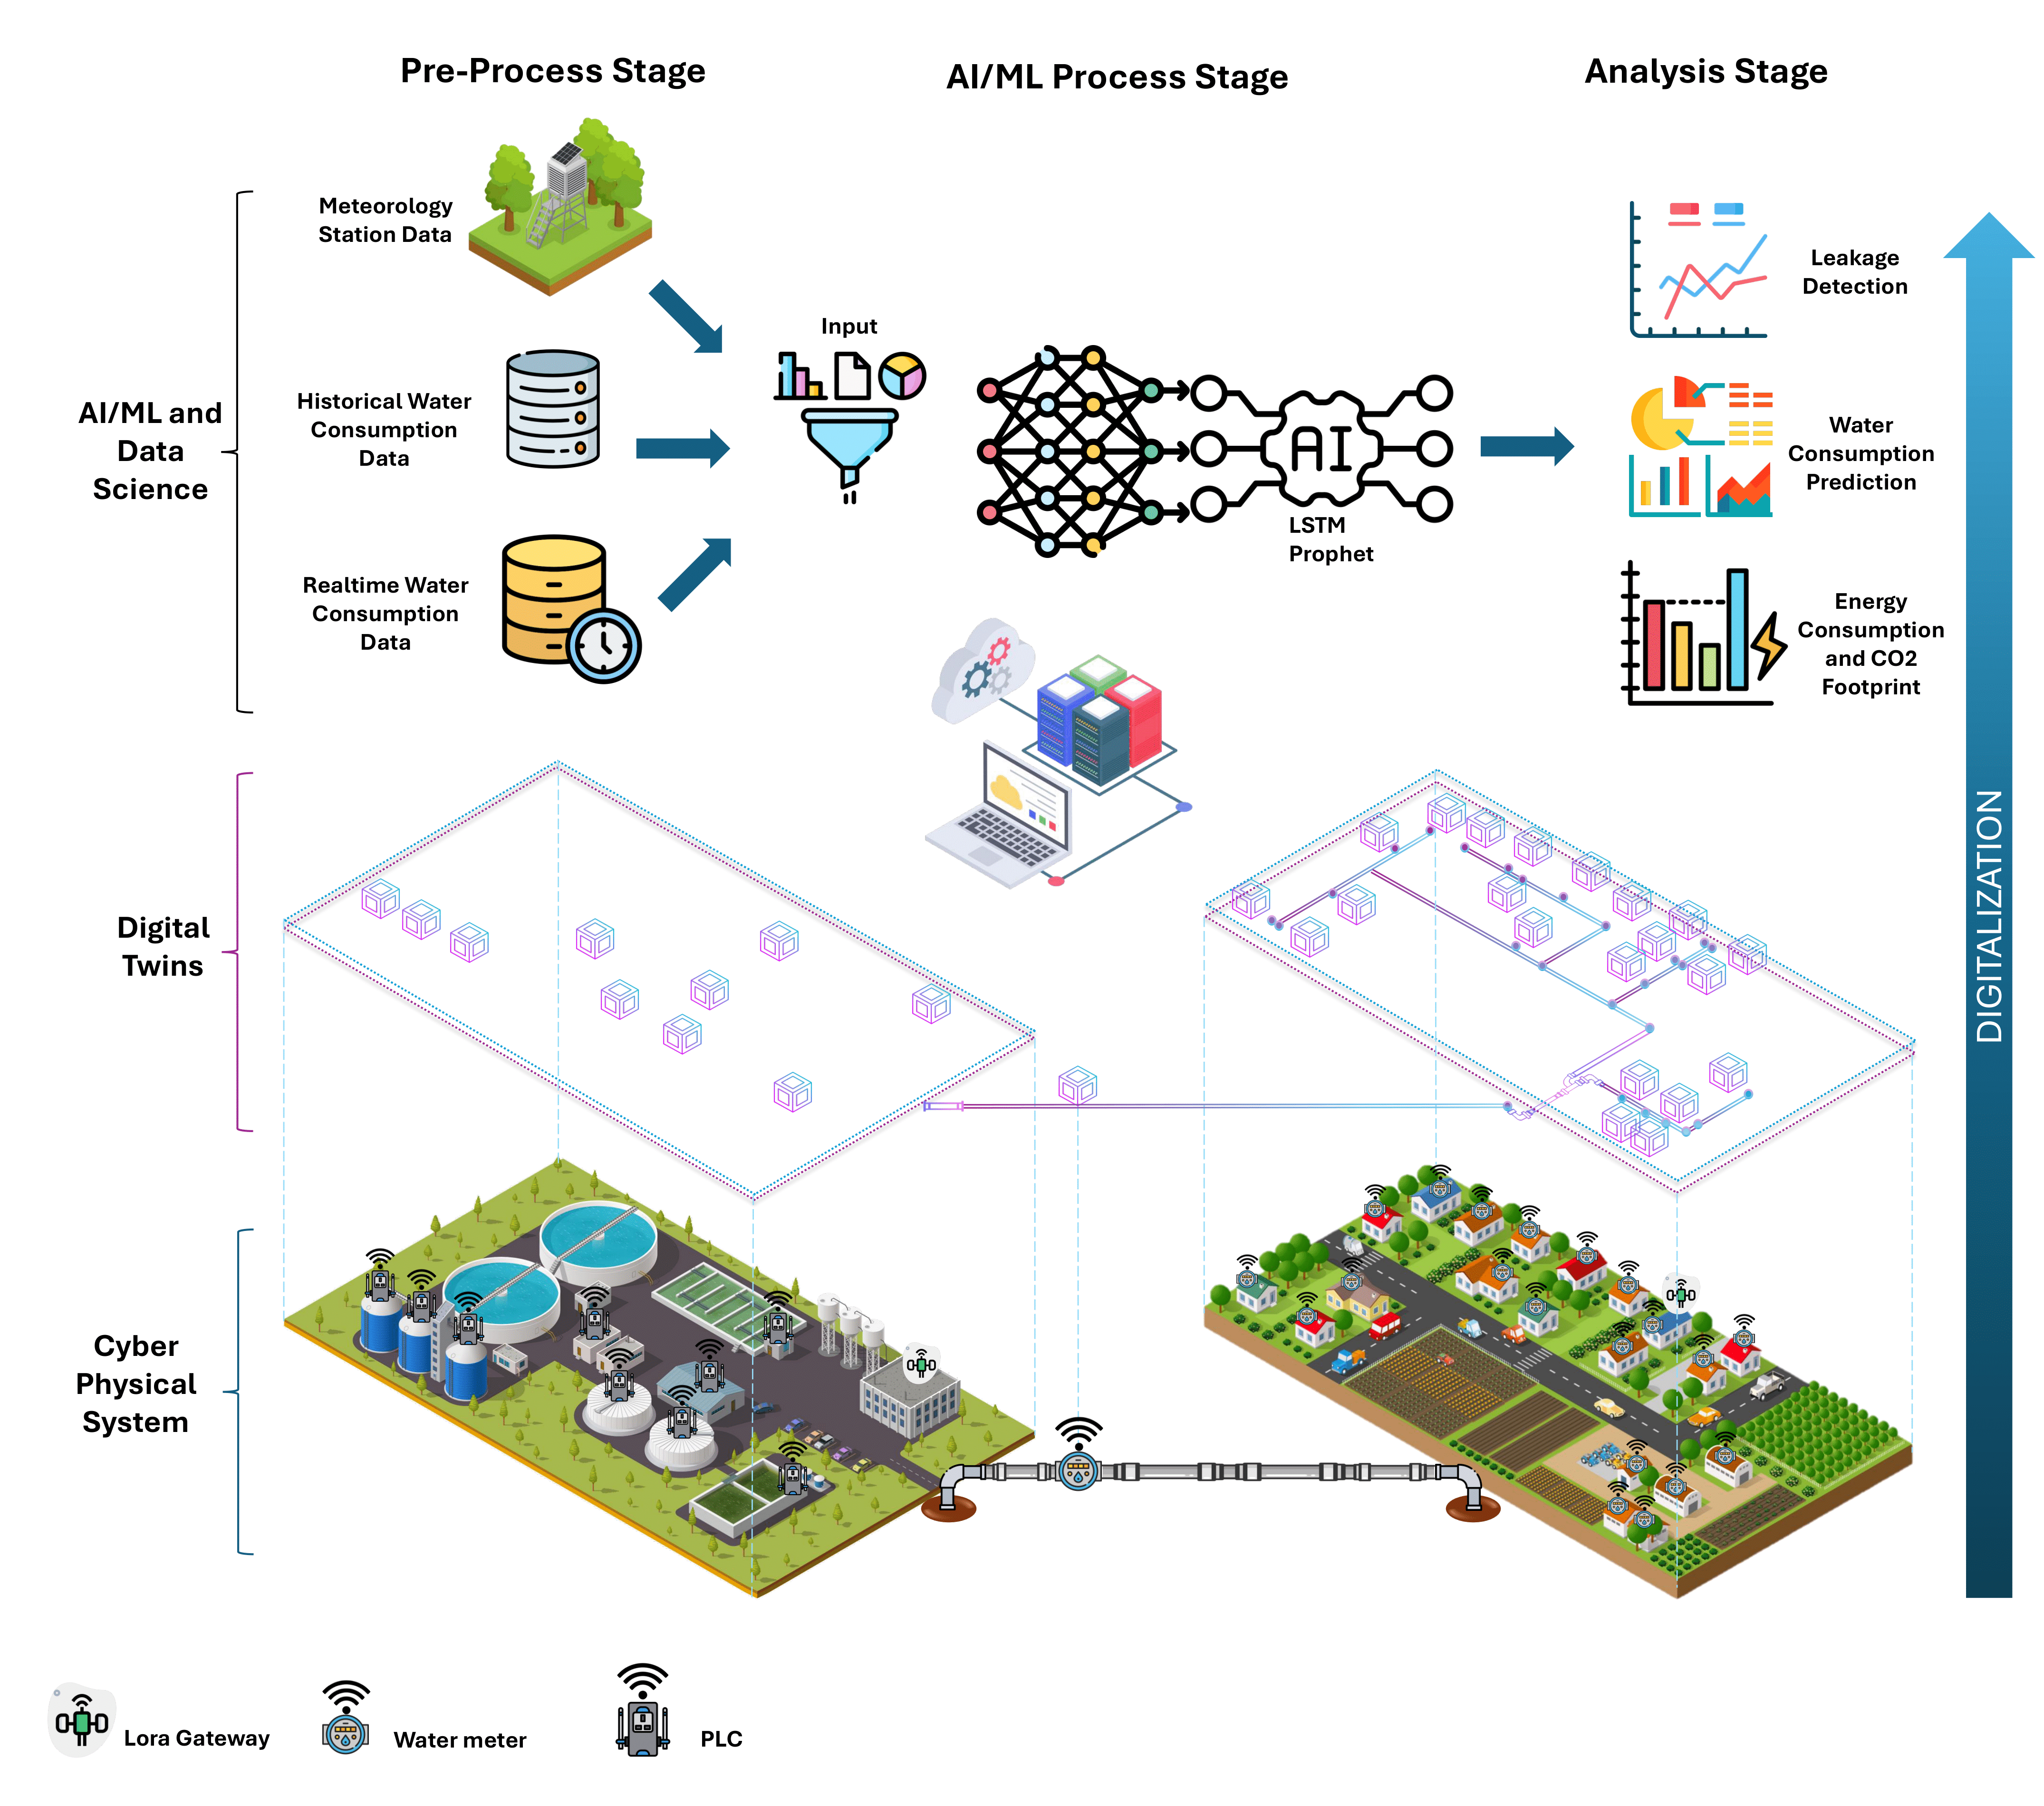 Pre-Process Stage
AI/ML Process Stage
Analysis Stage
Meteorology
Station Data
Historical Water
Consumption
Data
Realtime Water
Consumption
Data
AI/ML and
Data
Science
Input
AI
LSTM
Prophet
Leakage
Detection
Water
Consumption
Prediction
Energy
Consumption
and CO2
Footprint
DIGITALIZATION
Digital
Twins
Cyber
Physical
System
Lora Gateway
Water meter
PLC